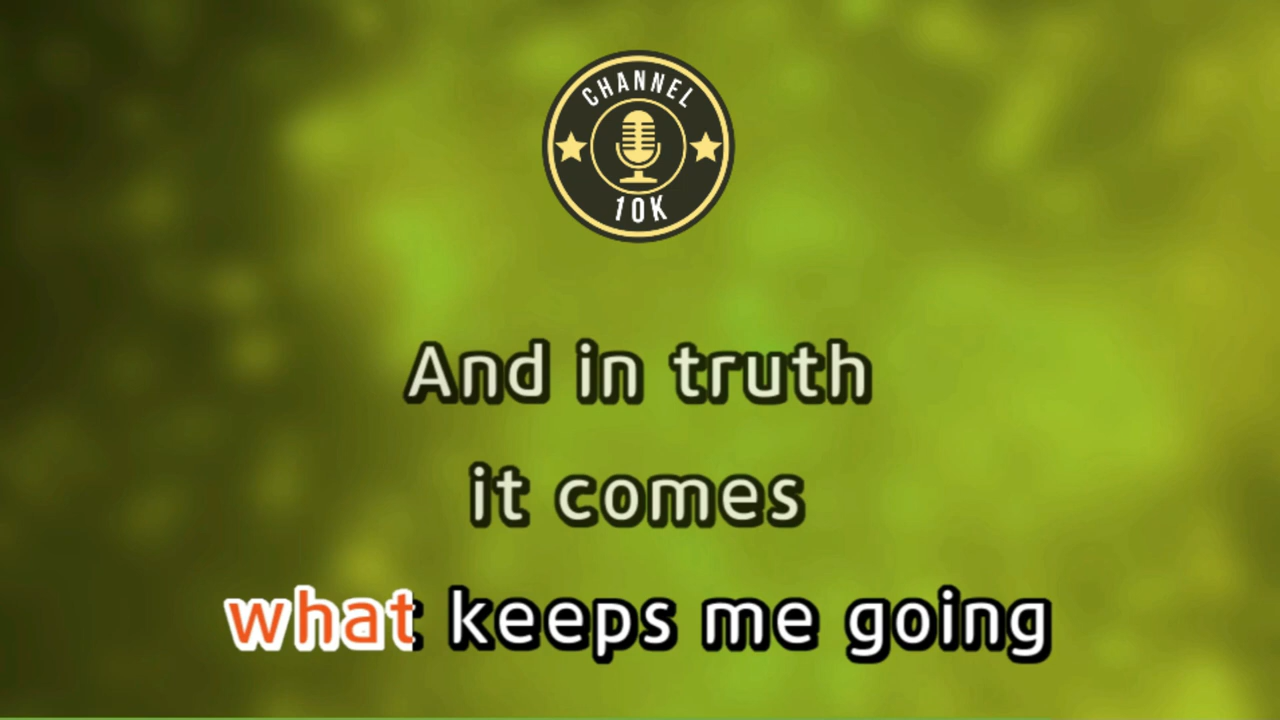 CHANNEL
10K
And in truth
it comes
what keeps me going